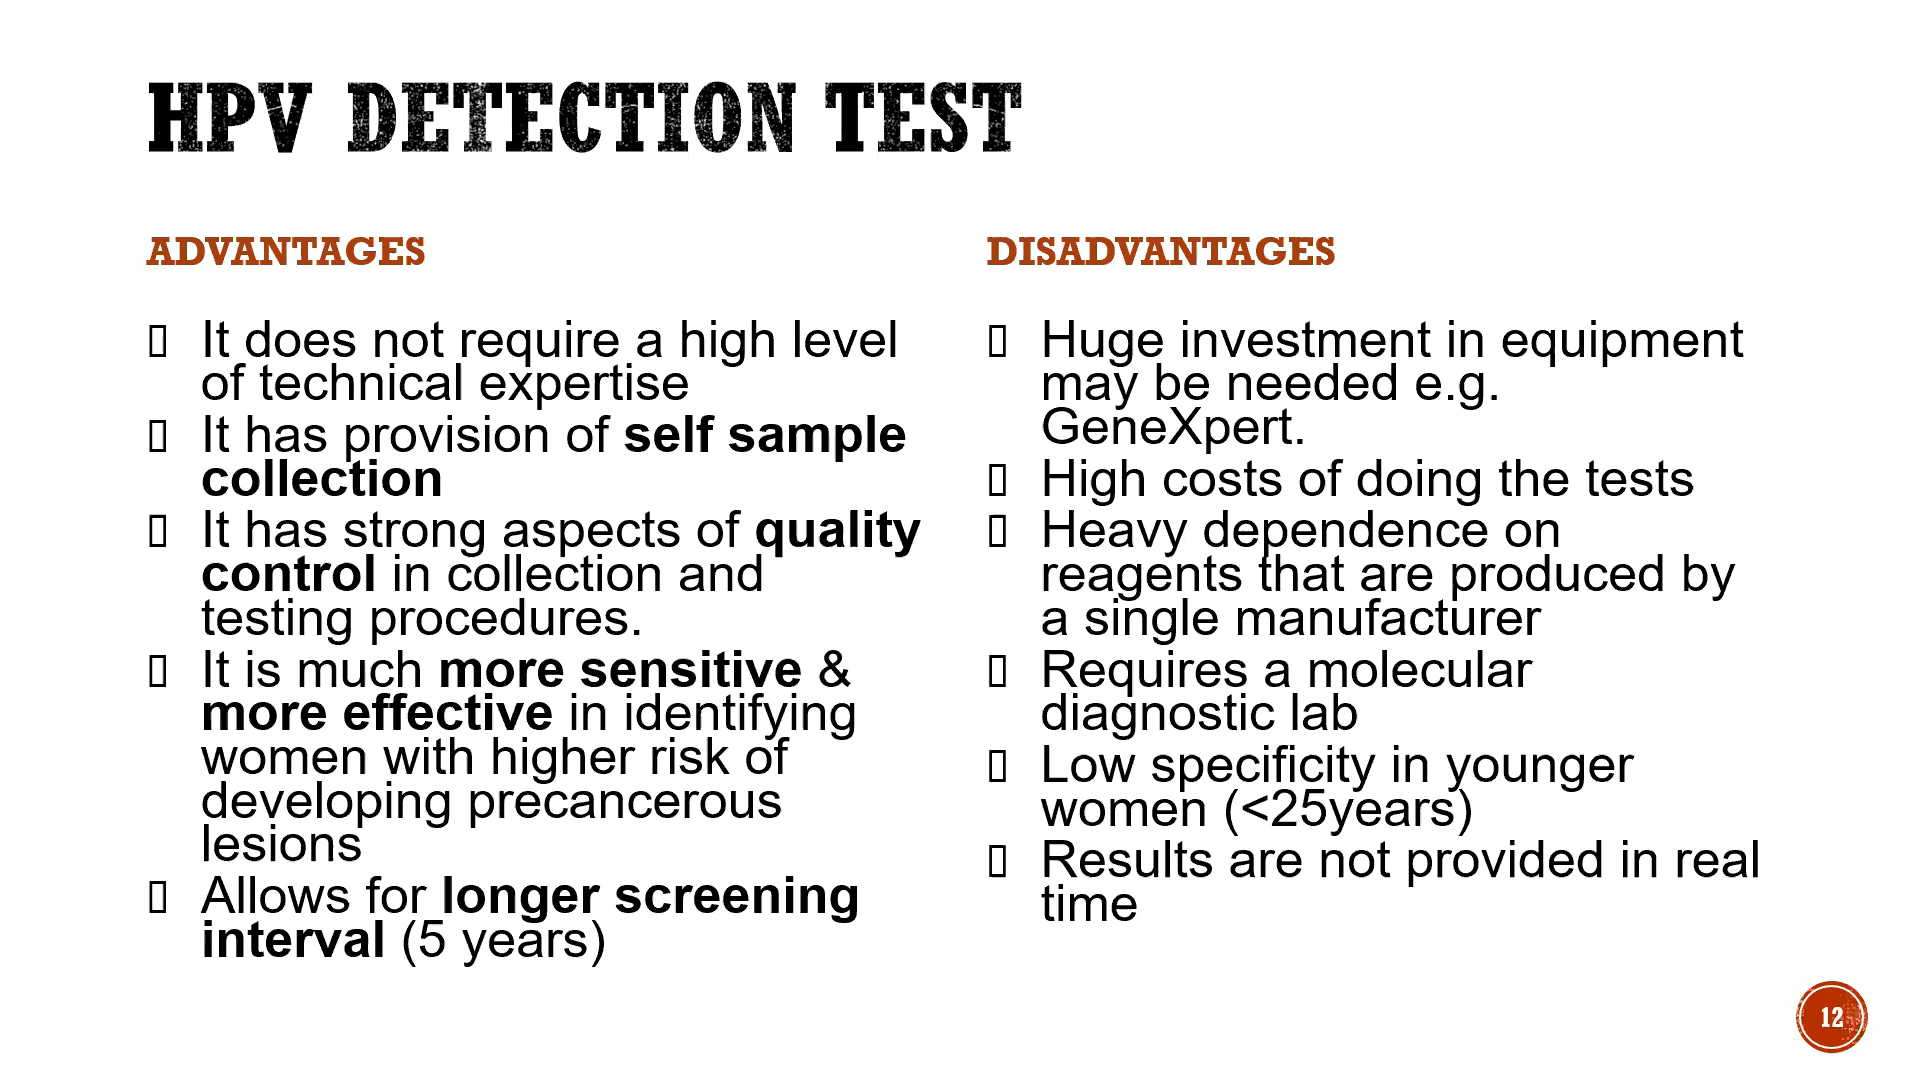 HPV DETECTION TEST
ADVANTAGES
It does not require a high level
of technical expertise
It has provision of self sample
collection
It has strong aspects of quality
control in collection and
testing procedures.
It is much more sensitive &
more effective in identifying
women with higher risk of
developing precancerous
lesions
Allows for longer screening
interval (5 years)
DISADVANTAGES
Huge investment in equipment
may be needed e.g.
GeneXpert.
High costs of doing the tests
Heavy dependence on
reagents that are produced by
a single manufacturer
Requires a molecular
diagnostic lab
Low specificity in younger
women (<25years)
Results are not provided in real
time
12